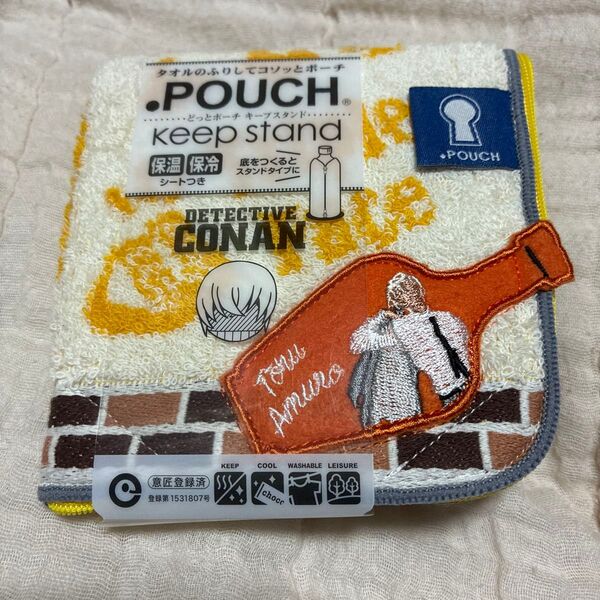 タオルのふりしてコソッとポーチ
.POUCH®
どっとポーチ キープスタンド
Keep stand
保温 保冷
シートつき
底をつくると
スタンドタイプに
.POUCH
DETECTIVE
CONAN
Toru
Amuro
意匠登録済
登録第1531807号
KEEP COOL WASHABLE LEISURE
choco